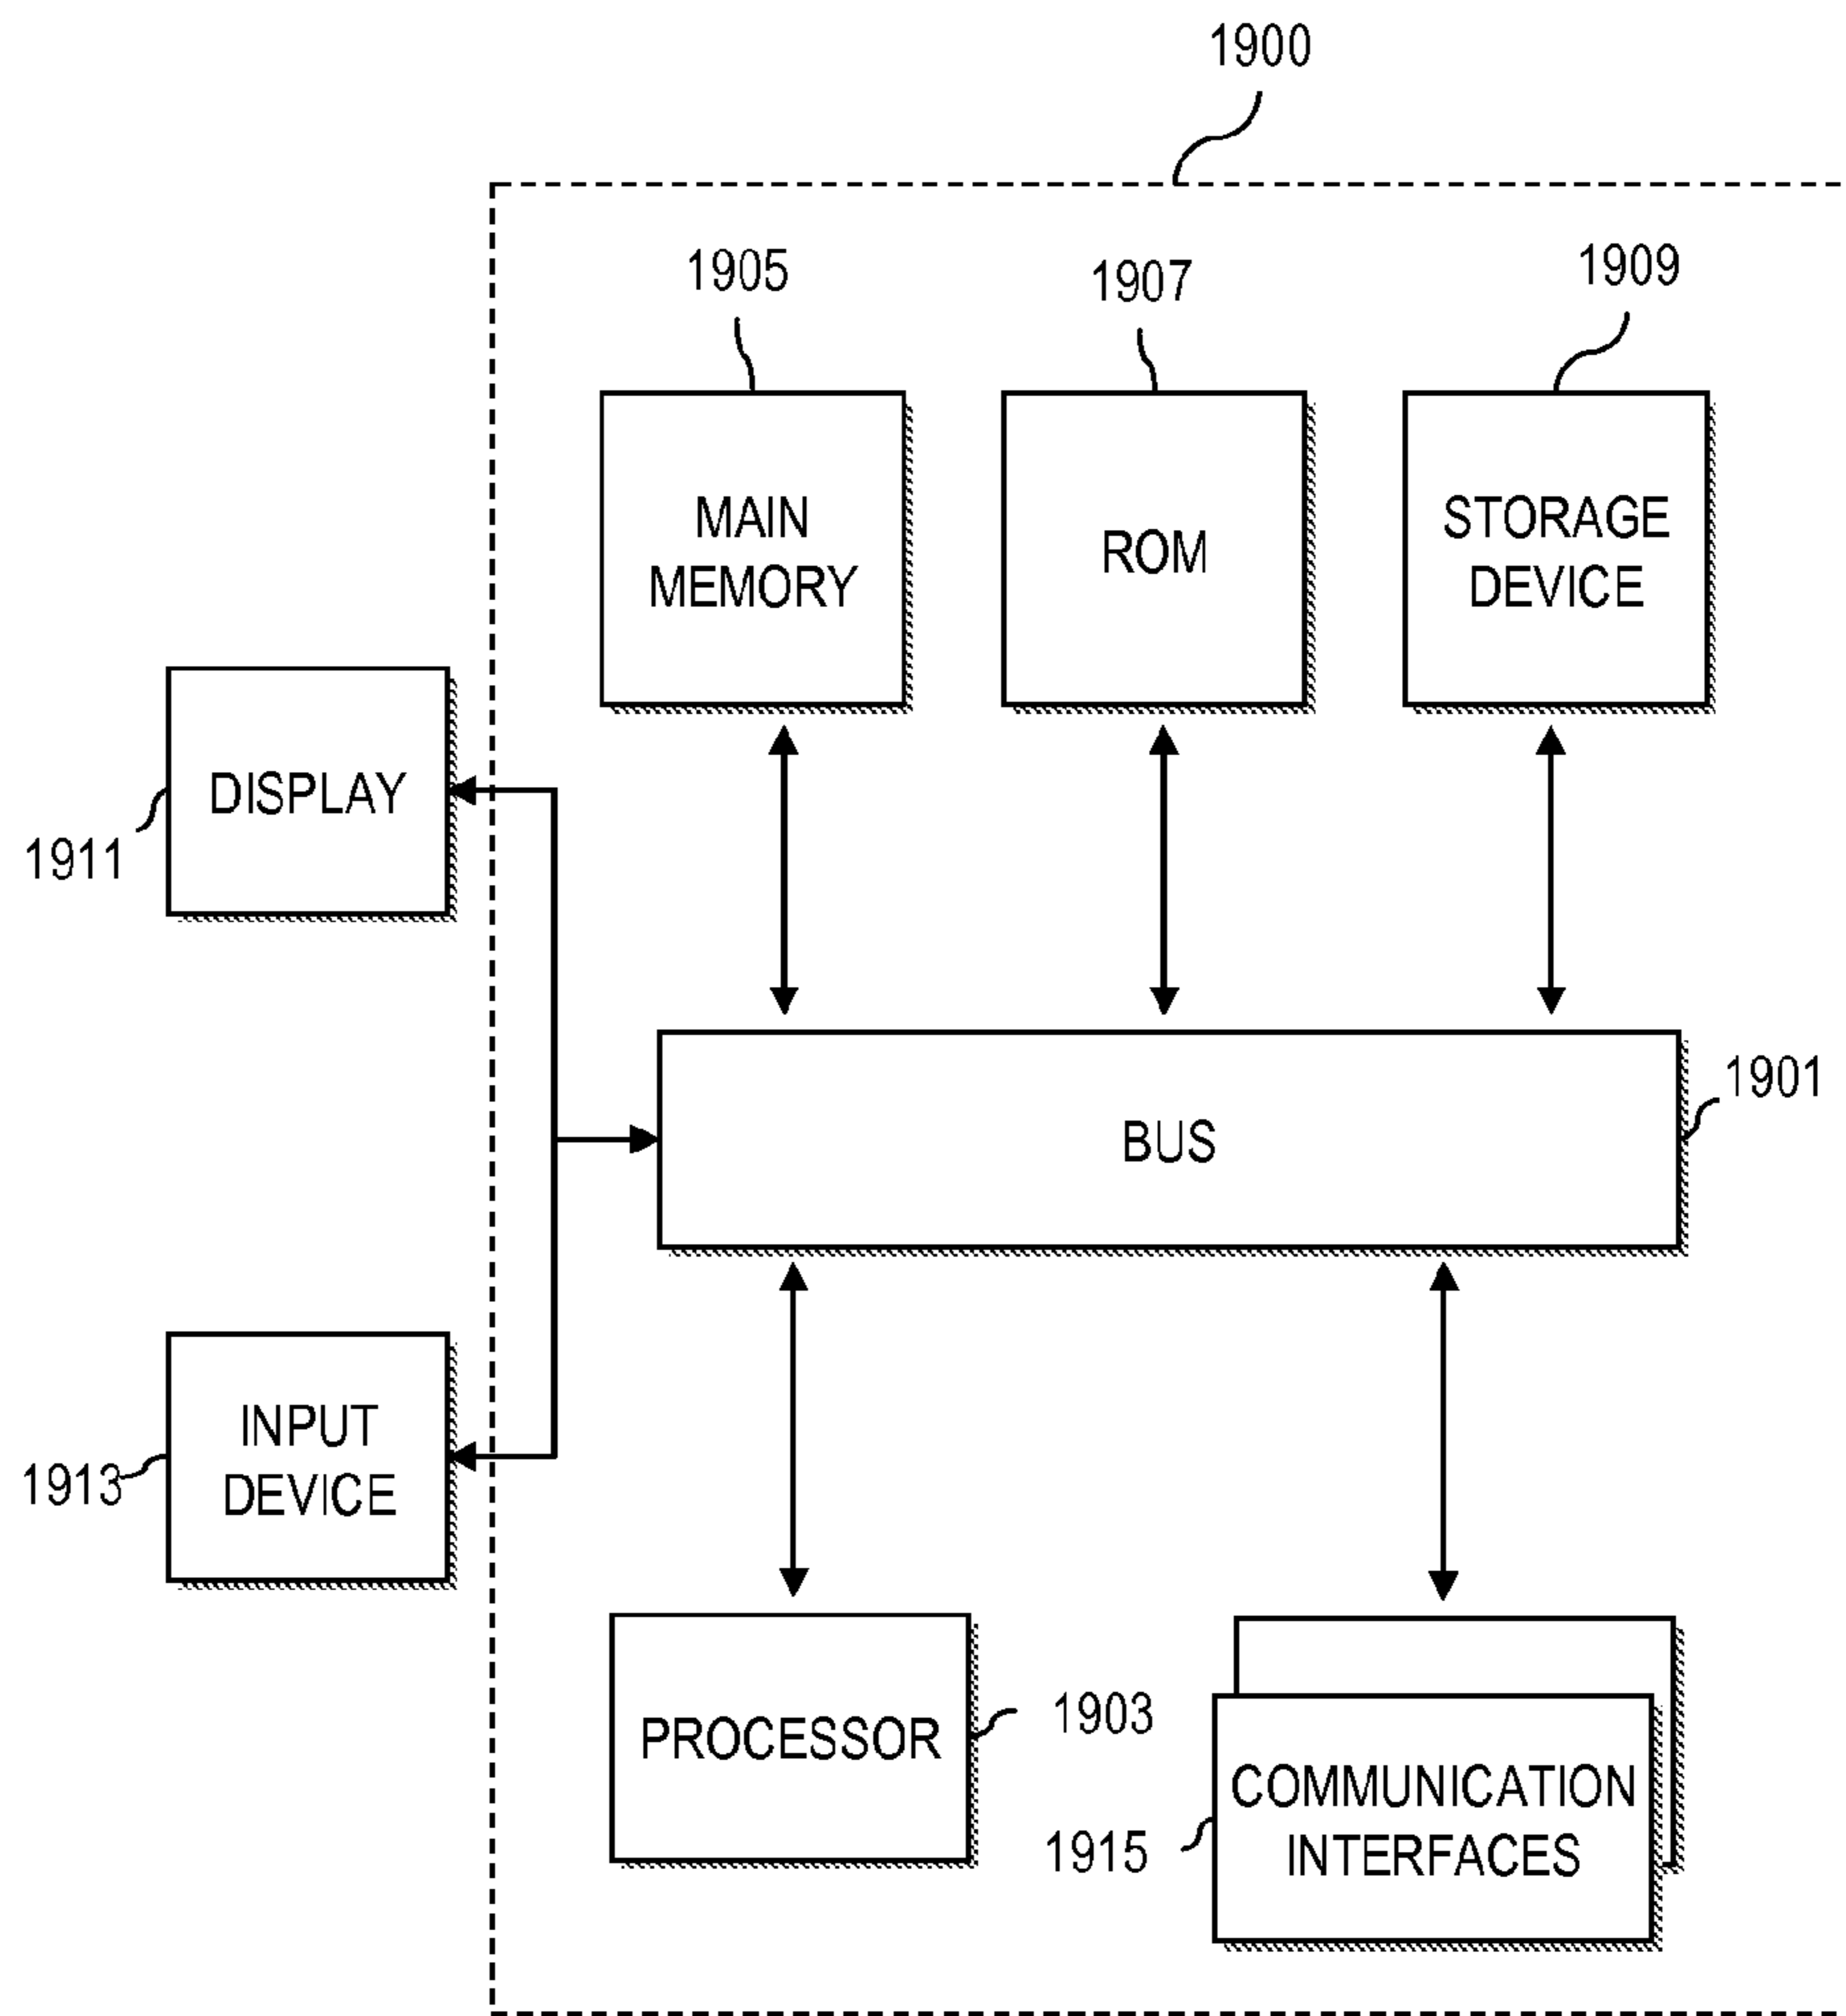 1900
1905
1907
1909
MAIN
MEMORY
ROM
STORAGE
DEVICE
DISPLAY
1911
BUS
1901
INPUT
DEVICE
1913
PROCESSOR
1903
COMMUNICATION
INTERFACES
1915